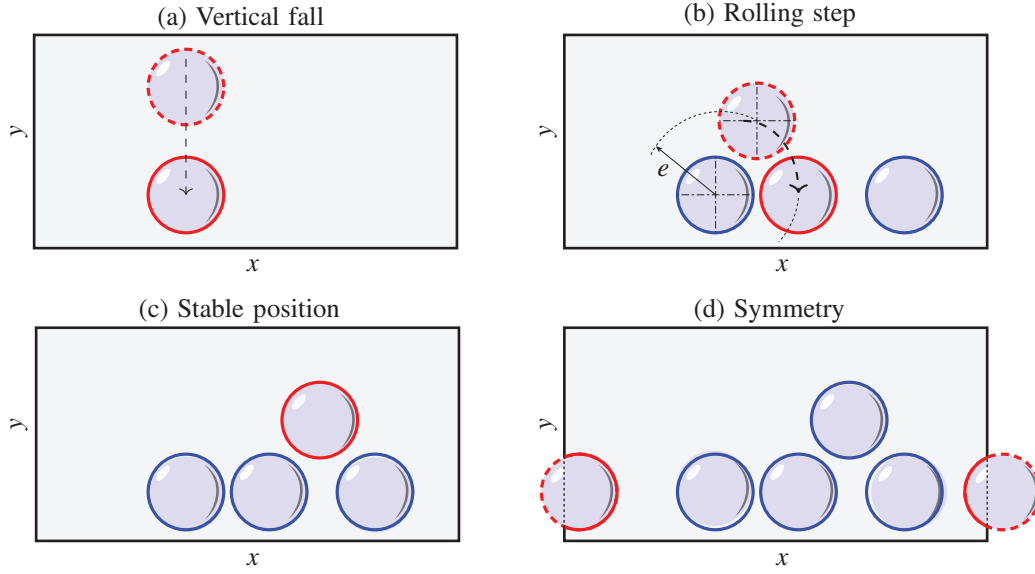 (a) Vertical fall
(b) Rolling step
y
x
y
e
x
(c) Stable position
(d) Symmetry
y
x
y
x